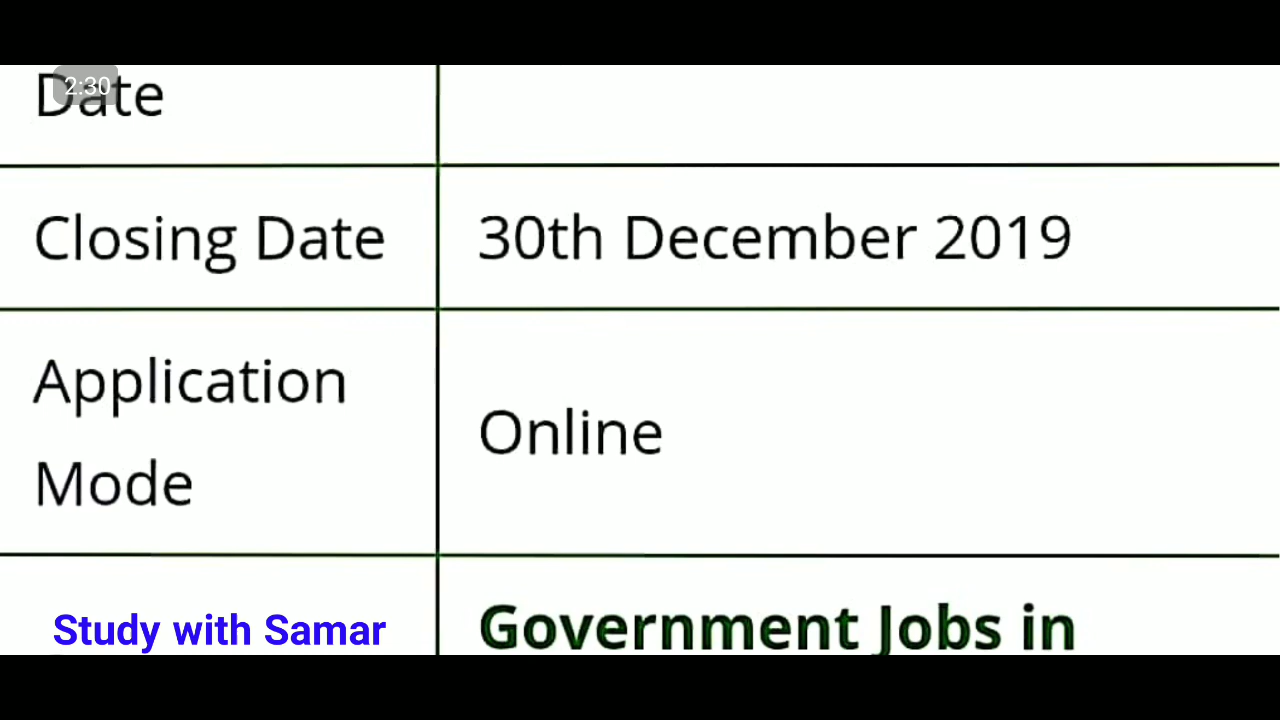 2:30
Date
Closing Date 30th December 2019
Application
Mode
Online
Study with Samar
Government Jobs in